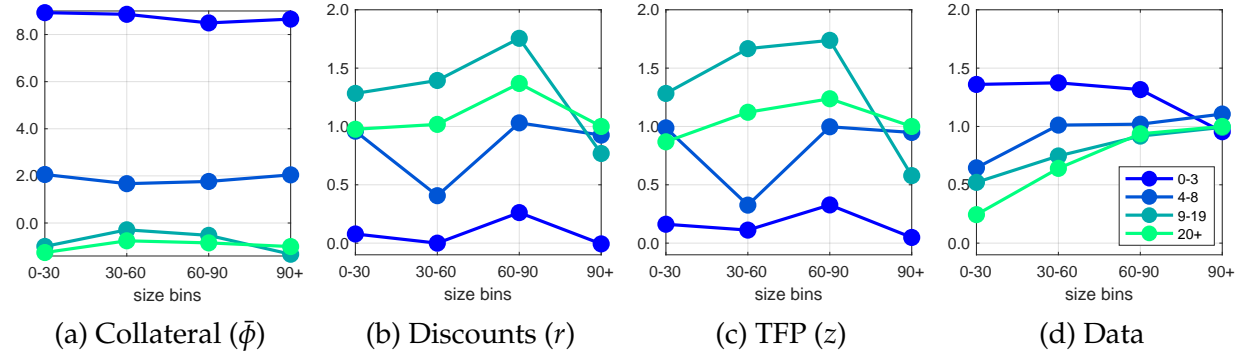 8.0
6.0
4.0
2.0
0.0
0-30 30-60 60-90 90+
size bins
(a) Collateral (ϕ̄)
2.0
1.5
1.0
0.5
0.0
0-30 30-60 60-90 90+
size bins
(b) Discounts (r)
2.0
1.5
1.0
0.5
0.0
0-30 30-60 60-90 90+
size bins
(c) TFP (z)
2.0
1.5
1.0
0.5
0.0
0-30 30-60 60-90 90+
size bins
0-3
4-8
9-19
20+
(d) Data